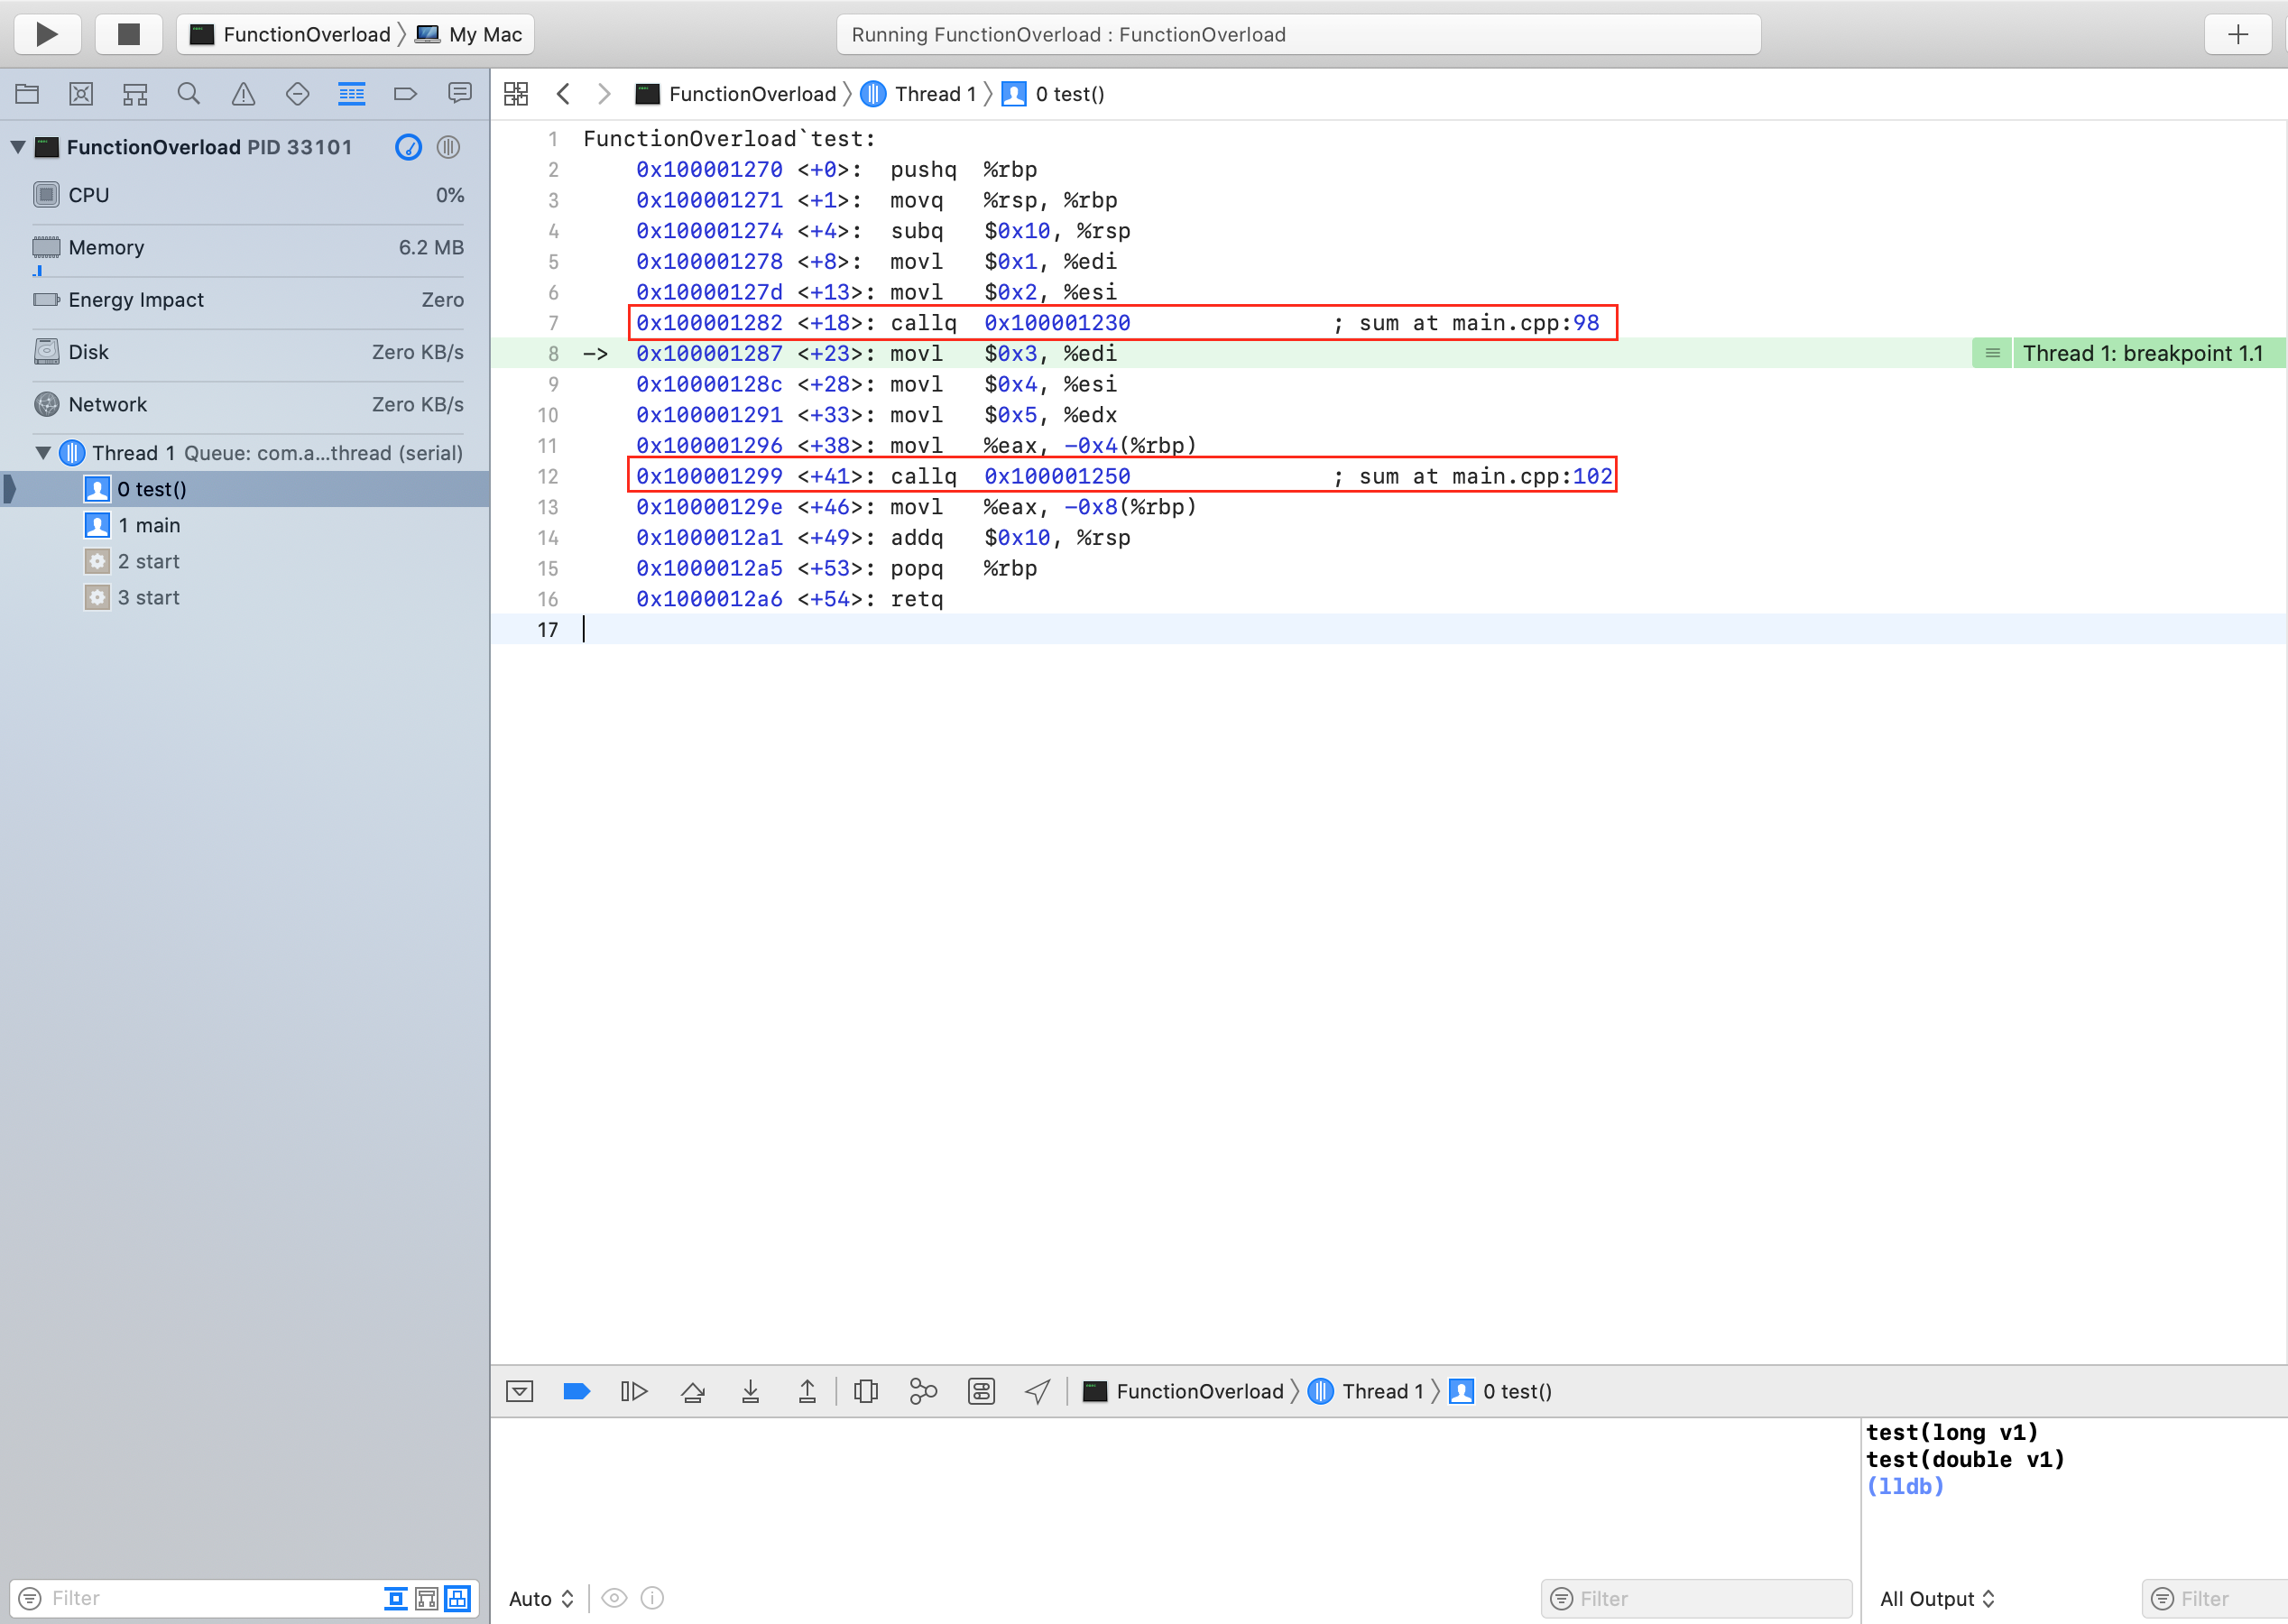 FunctionOverload 〉 My Mac
Running FunctionOverload : FunctionOverload
FunctionOverload PID 33101
CPU 0%
Memory 6.2 MB
Energy Impact Zero
Disk Zero KB/s
Network Zero KB/s
Thread 1 Queue: com.a...thread (serial)
0 test()
1 main
2 start
3 start
Filter
FunctionOverload 〉 Thread 1 〉 0 test()
1 FunctionOverload`test:
2 0x100001270 <+0>: pushq %rbp
3 0x100001271 <+1>: movq %rsp, %rbp
4 0x100001274 <+4>: subq $0x10, %rsp
5 0x100001278 <+8>: movl $0x1, %edi
6 0x10000127d <+13>: movl $0x2, %esi
7 0x100001282 <+18>: callq 0x100001230 ; sum at main.cpp:98
8 -> 0x100001287 <+23>: movl $0x3, %edi Thread 1: breakpoint 1.1
9 0x10000128c <+28>: movl $0x4, %esi
10 0x100001291 <+33>: movl $0x5, %edx
11 0x100001296 <+38>: movl %eax, -0x4(%rbp)
12 0x100001299 <+41>: callq 0x100001250 ; sum at main.cpp:102
13 0x10000129e <+46>: movl %eax, -0x8(%rbp)
14 0x1000012a1 <+49>: addq $0x10, %rsp
15 0x1000012a5 <+53>: popq %rbp
16 0x1000012a6 <+54>: retq
17
FunctionOverload 〉 Thread 1 〉 0 test()
test(long v1)
test(double v1)
(lldb)
Auto
Filter
All Output
Filter